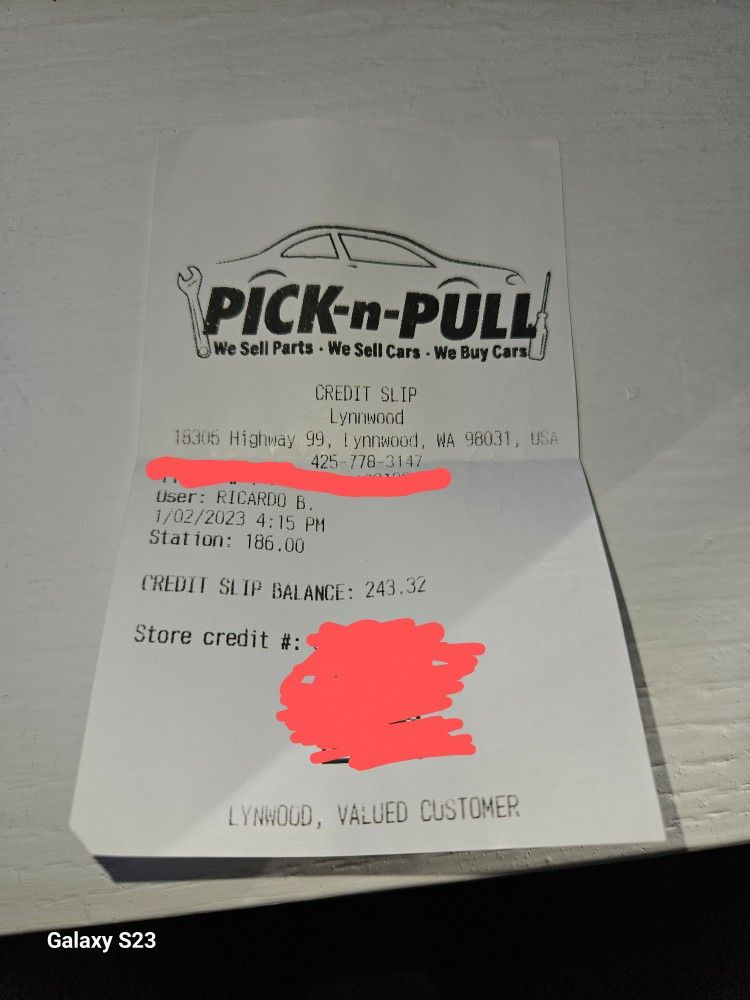 PICK-n-PULL
We Sell Parts · We Sell Cars · We Buy Cars
CREDIT SLIP
Lynnwood
18305 Highway 99, Lynnwood, WA 98031, USA
425-778-3147
User: RICARDO B.
1/02/2023 4:15 PM
Station: 186.00
CREDIT SLIP BALANCE: 243.32
Store credit #:
LYNWOOD, VALUED CUSTOMER
Galaxy S23